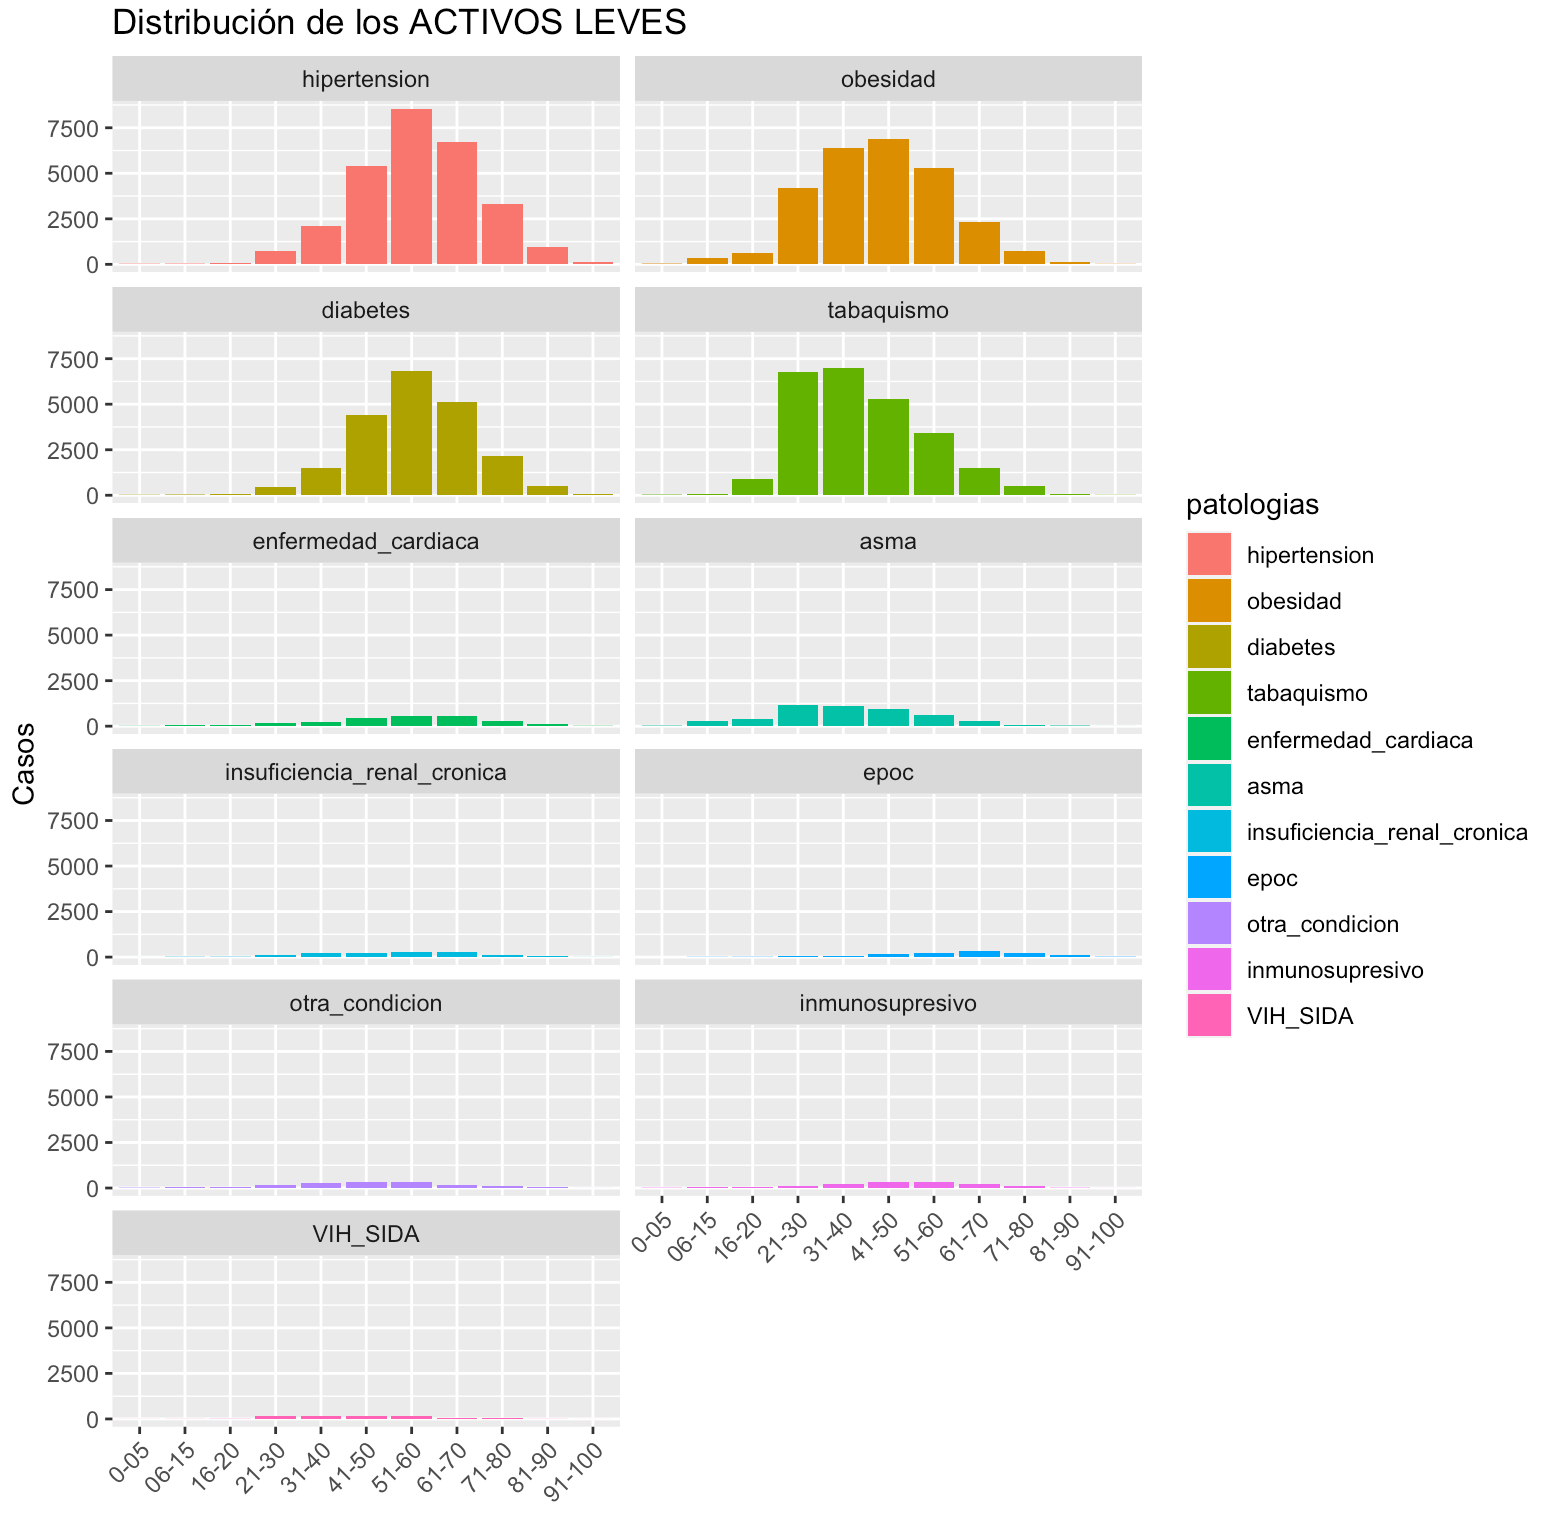 Distribución de los ACTIVOS LEVES
hipertension
obesidad
7500
5000
2500
0
diabetes
tabaquismo
7500
5000
2500
0
enfermedad_cardiaca
asma
7500
5000
2500
0
insuficiencia_renal_cronica
epoc
7500
5000
2500
0
otra_condicion
inmunosupresivo
7500
5000
2500
0
0-05
06-15
16-20
21-30
31-40
41-50
51-60
61-70
71-80
81-90
91-100
VIH_SIDA
7500
5000
2500
0
0-05
06-15
16-20
21-30
31-40
41-50
51-60
61-70
71-80
81-90
91-100
Casos
patologias
hipertension
obesidad
diabetes
tabaquismo
enfermedad_cardiaca
asma
insuficiencia_renal_cronica
epoc
otra_condicion
inmunosupresivo
VIH_SIDA